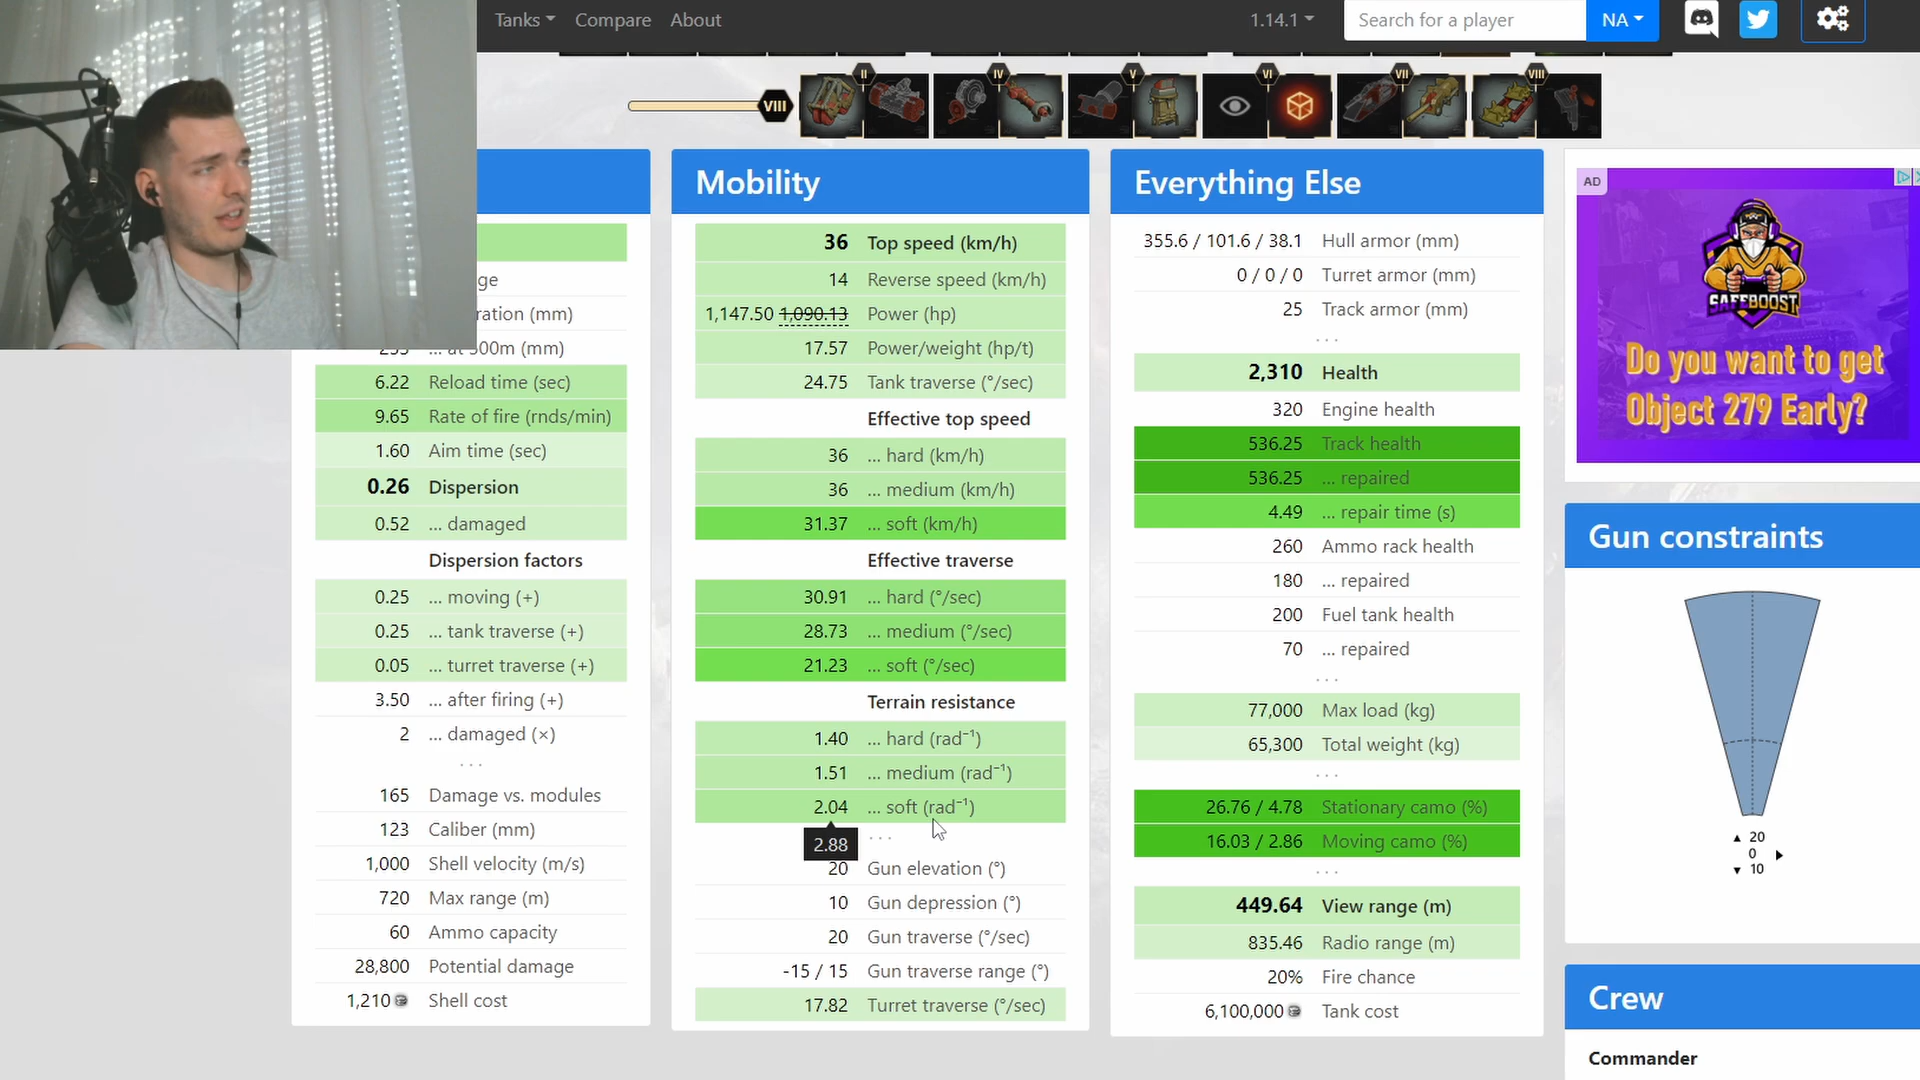 Tanks Compare About 1.14.1 Search for a player NA
VIII II IV V VI VII VIII
Mobility
36 Top speed (km/h)
14 Reverse speed (km/h)
1,147.50 1,090.13 Power (hp)
17.57 Power/weight (hp/t)
24.75 Tank traverse (°/sec)
Effective top speed
36 ... hard (km/h)
36 ... medium (km/h)
31.37 ... soft (km/h)
Effective traverse
30.91 ... hard (°/sec)
28.73 ... medium (°/sec)
21.23 ... soft (°/sec)
Terrain resistance
1.40 ... hard (rad⁻¹)
1.51 ... medium (rad⁻¹)
2.04 ... soft (rad⁻¹)
2.88 ...
20 Gun elevation (°)
10 Gun depression (°)
20 Gun traverse (°/sec)
-15 / 15 Gun traverse range (°)
17.82 Turret traverse (°/sec)
ge
ration (mm)
... at 500m (mm)
6.22 Reload time (sec)
9.65 Rate of fire (rnds/min)
1.60 Aim time (sec)
0.26 Dispersion
0.52 ... damaged
Dispersion factors
0.25 ... moving (+)
0.25 ... tank traverse (+)
0.05 ... turret traverse (+)
3.50 ... after firing (+)
2 ... damaged (×)
...
165 Damage vs. modules
123 Caliber (mm)
1,000 Shell velocity (m/s)
720 Max range (m)
60 Ammo capacity
28,800 Potential damage
1,210 Shell cost
Everything Else
355.6 / 101.6 / 38.1 Hull armor (mm)
0 / 0 / 0 Turret armor (mm)
25 Track armor (mm)
...
2,310 Health
320 Engine health
536.25 Track health
536.25 ... repaired
4.49 ... repair time (s)
260 Ammo rack health
180 ... repaired
200 Fuel tank health
70 ... repaired
...
77,000 Max load (kg)
65,300 Total weight (kg)
...
26.76 / 4.78 Stationary camo (%)
16.03 / 2.86 Moving camo (%)
...
449.64 View range (m)
835.46 Radio range (m)
20% Fire chance
6,100,000 Tank cost
AD
SAFEBOOST
Do you want to get
Object 279 Early?
Gun constraints
▲ 20
0 ▶
▼ 10
Crew
Commander